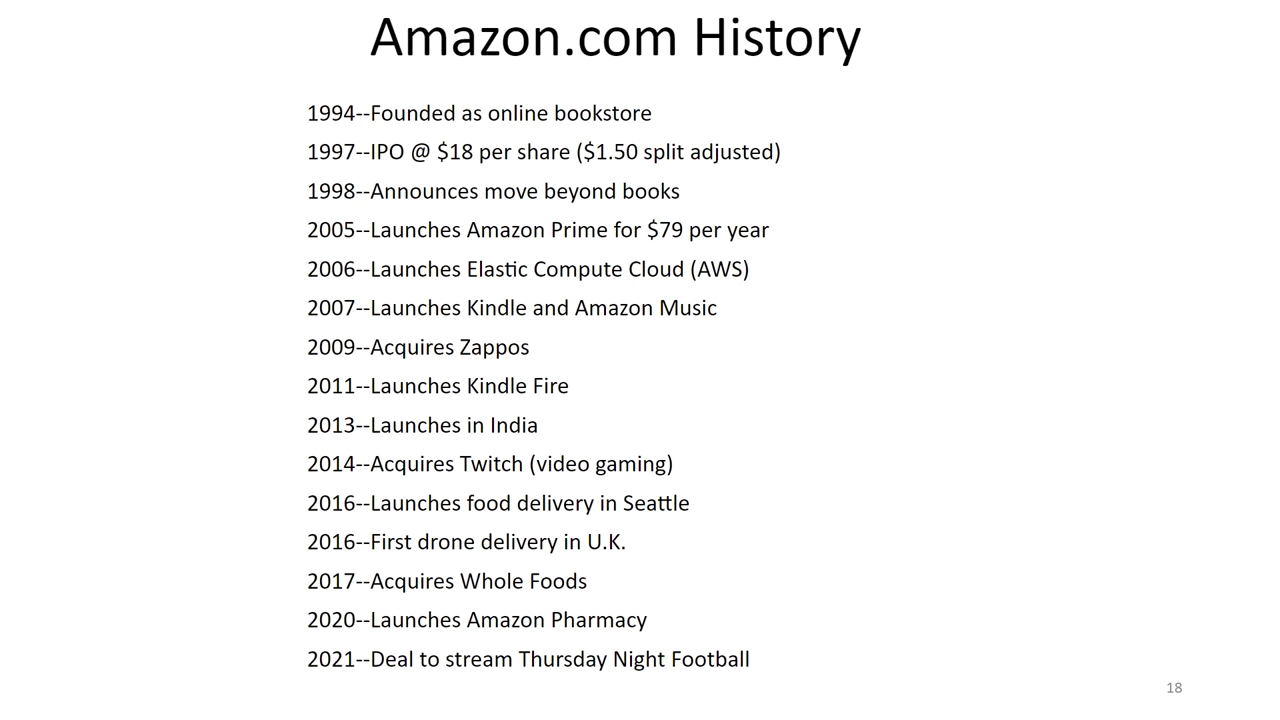 Amazon.com History
1994--Founded as online bookstore
1997--IPO @ $18 per share ($1.50 split adjusted)
1998--Announces move beyond books
2005--Launches Amazon Prime for $79 per year
2006--Launches Elastic Compute Cloud (AWS)
2007--Launches Kindle and Amazon Music
2009--Acquires Zappos
2011--Launches Kindle Fire
2013--Launches in India
2014--Acquires Twitch (video gaming)
2016--Launches food delivery in Seattle
2016--First drone delivery in U.K.
2017--Acquires Whole Foods
2020--Launches Amazon Pharmacy
2021--Deal to stream Thursday Night Football
18